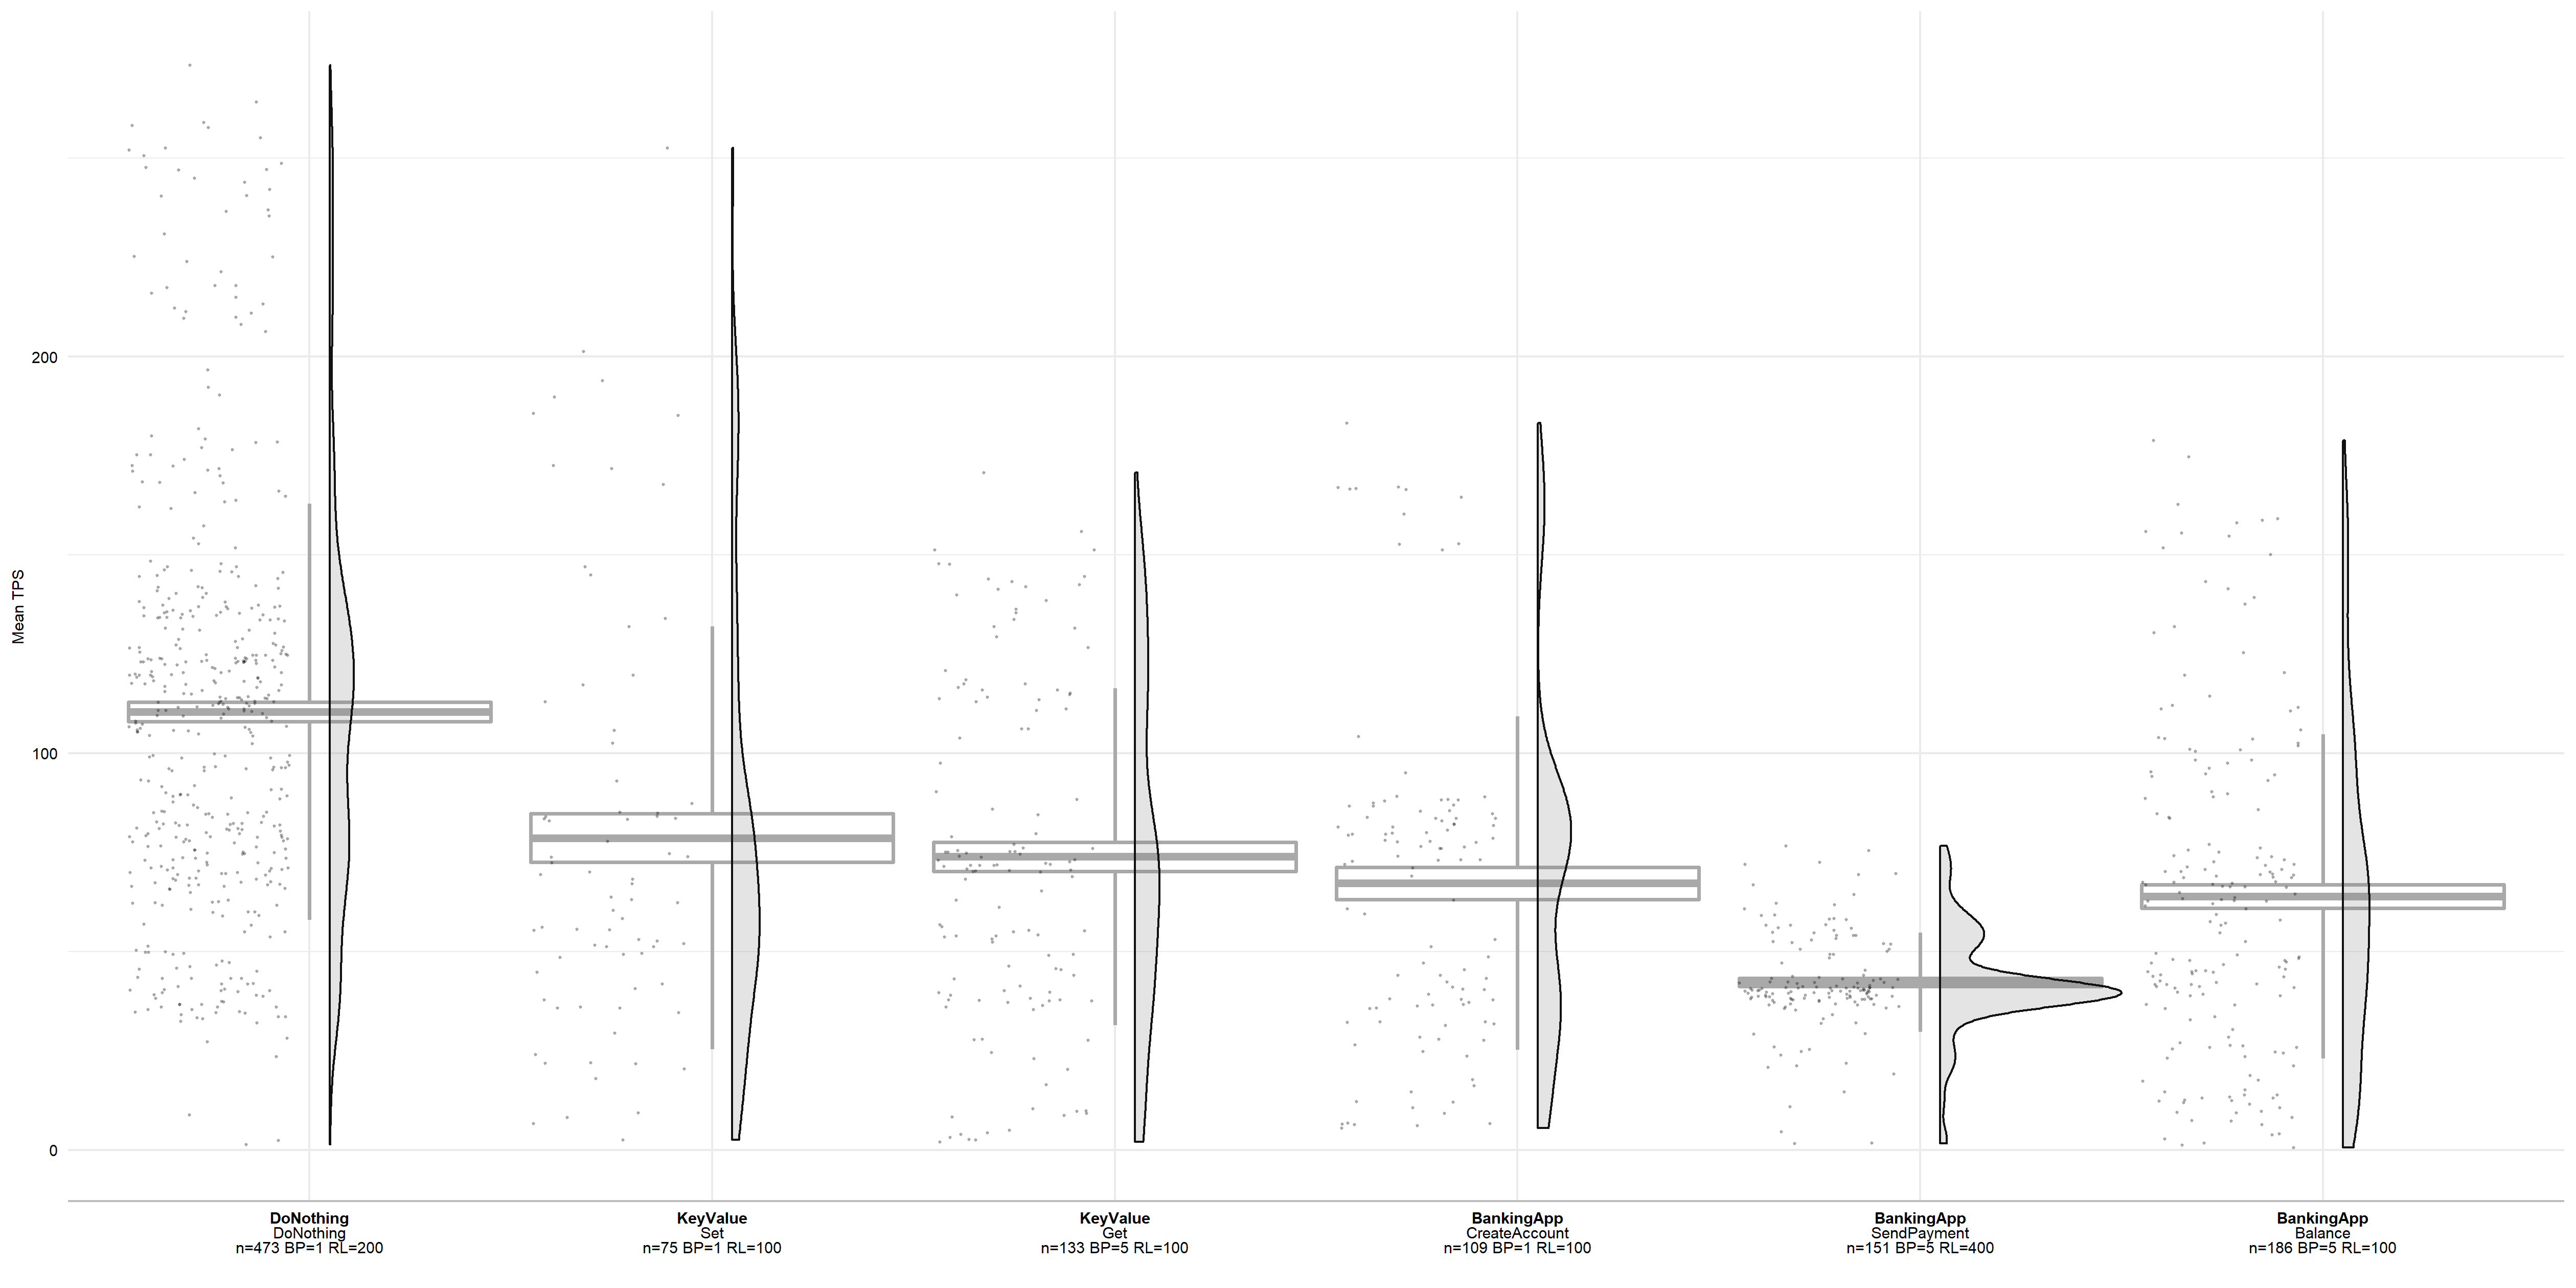 Mean TPS
200
100
0
DoNothing
DoNothing
n=473 BP=1 RL=200
KeyValue
Set
n=75 BP=1 RL=100
KeyValue
Get
n=133 BP=5 RL=100
BankingApp
CreateAccount
n=109 BP=1 RL=100
BankingApp
SendPayment
n=151 BP=5 RL=400
BankingApp
Balance
n=186 BP=5 RL=100